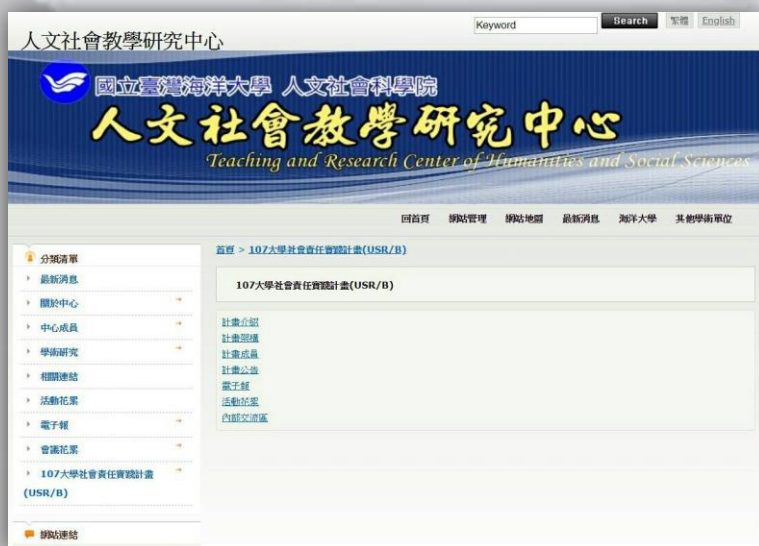 人文社會教學研究中心
Keyword
Search
繁體
English
國立臺灣海洋大學 人文社會科學院
人文社會教學研究中心
Teaching and Research Center of Humanities and Social Sciences
回首頁 網站管理 網站地圖 最新消息 海洋大學 其他學術單位
分類清單
最新消息
關於中心
中心成員
學術研究
相關連結
活動花絮
電子報
會議花絮
107大學社會責任實踐計畫
(USR/B)
網站連結
首頁 > 107大學社會責任實踐計畫(USR/B)
107大學社會責任實踐計畫(USR/B)
計畫介紹
計畫架構
計畫成員
計畫公告
電子報
活動花絮
內部交流區